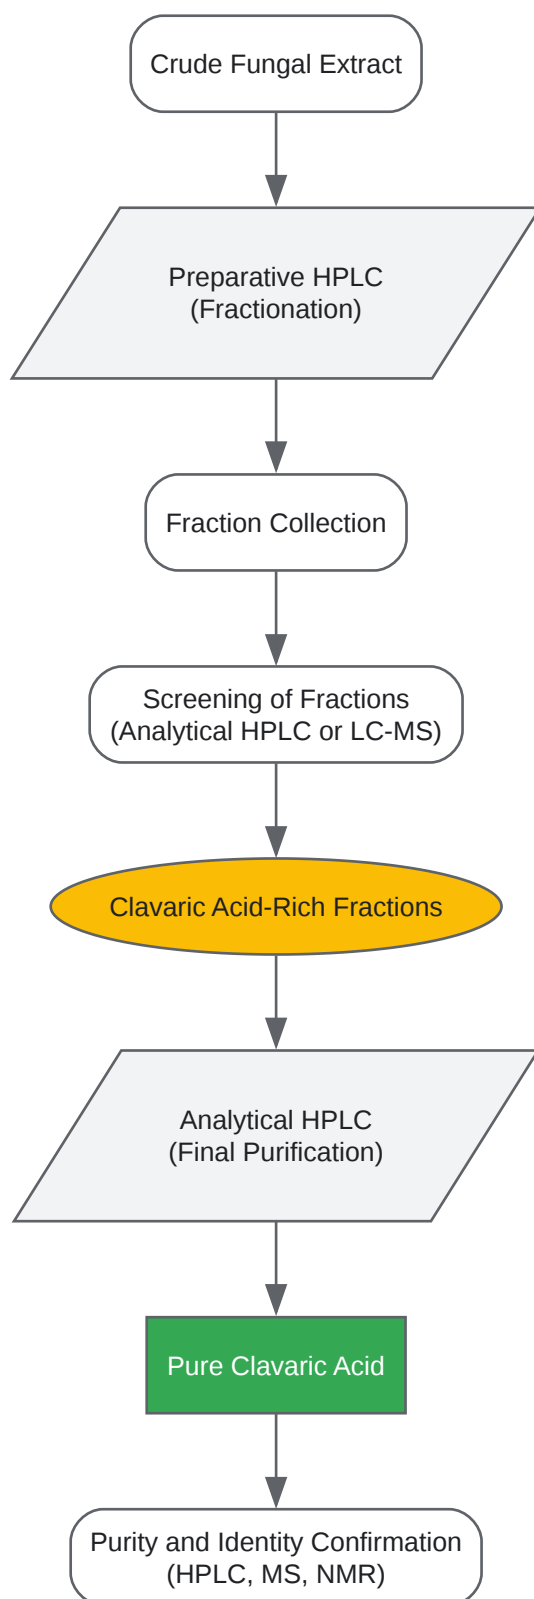 Crude Fungal Extract
Preparative HPLC
(Fractionation)
Fraction Collection
Screening of Fractions
(Analytical HPLC or LC-MS)
Clavaric Acid-Rich Fractions
Analytical HPLC
(Final Purification)
Pure Clavaric Acid
Purity and Identity Confirmation
(HPLC, MS, NMR)